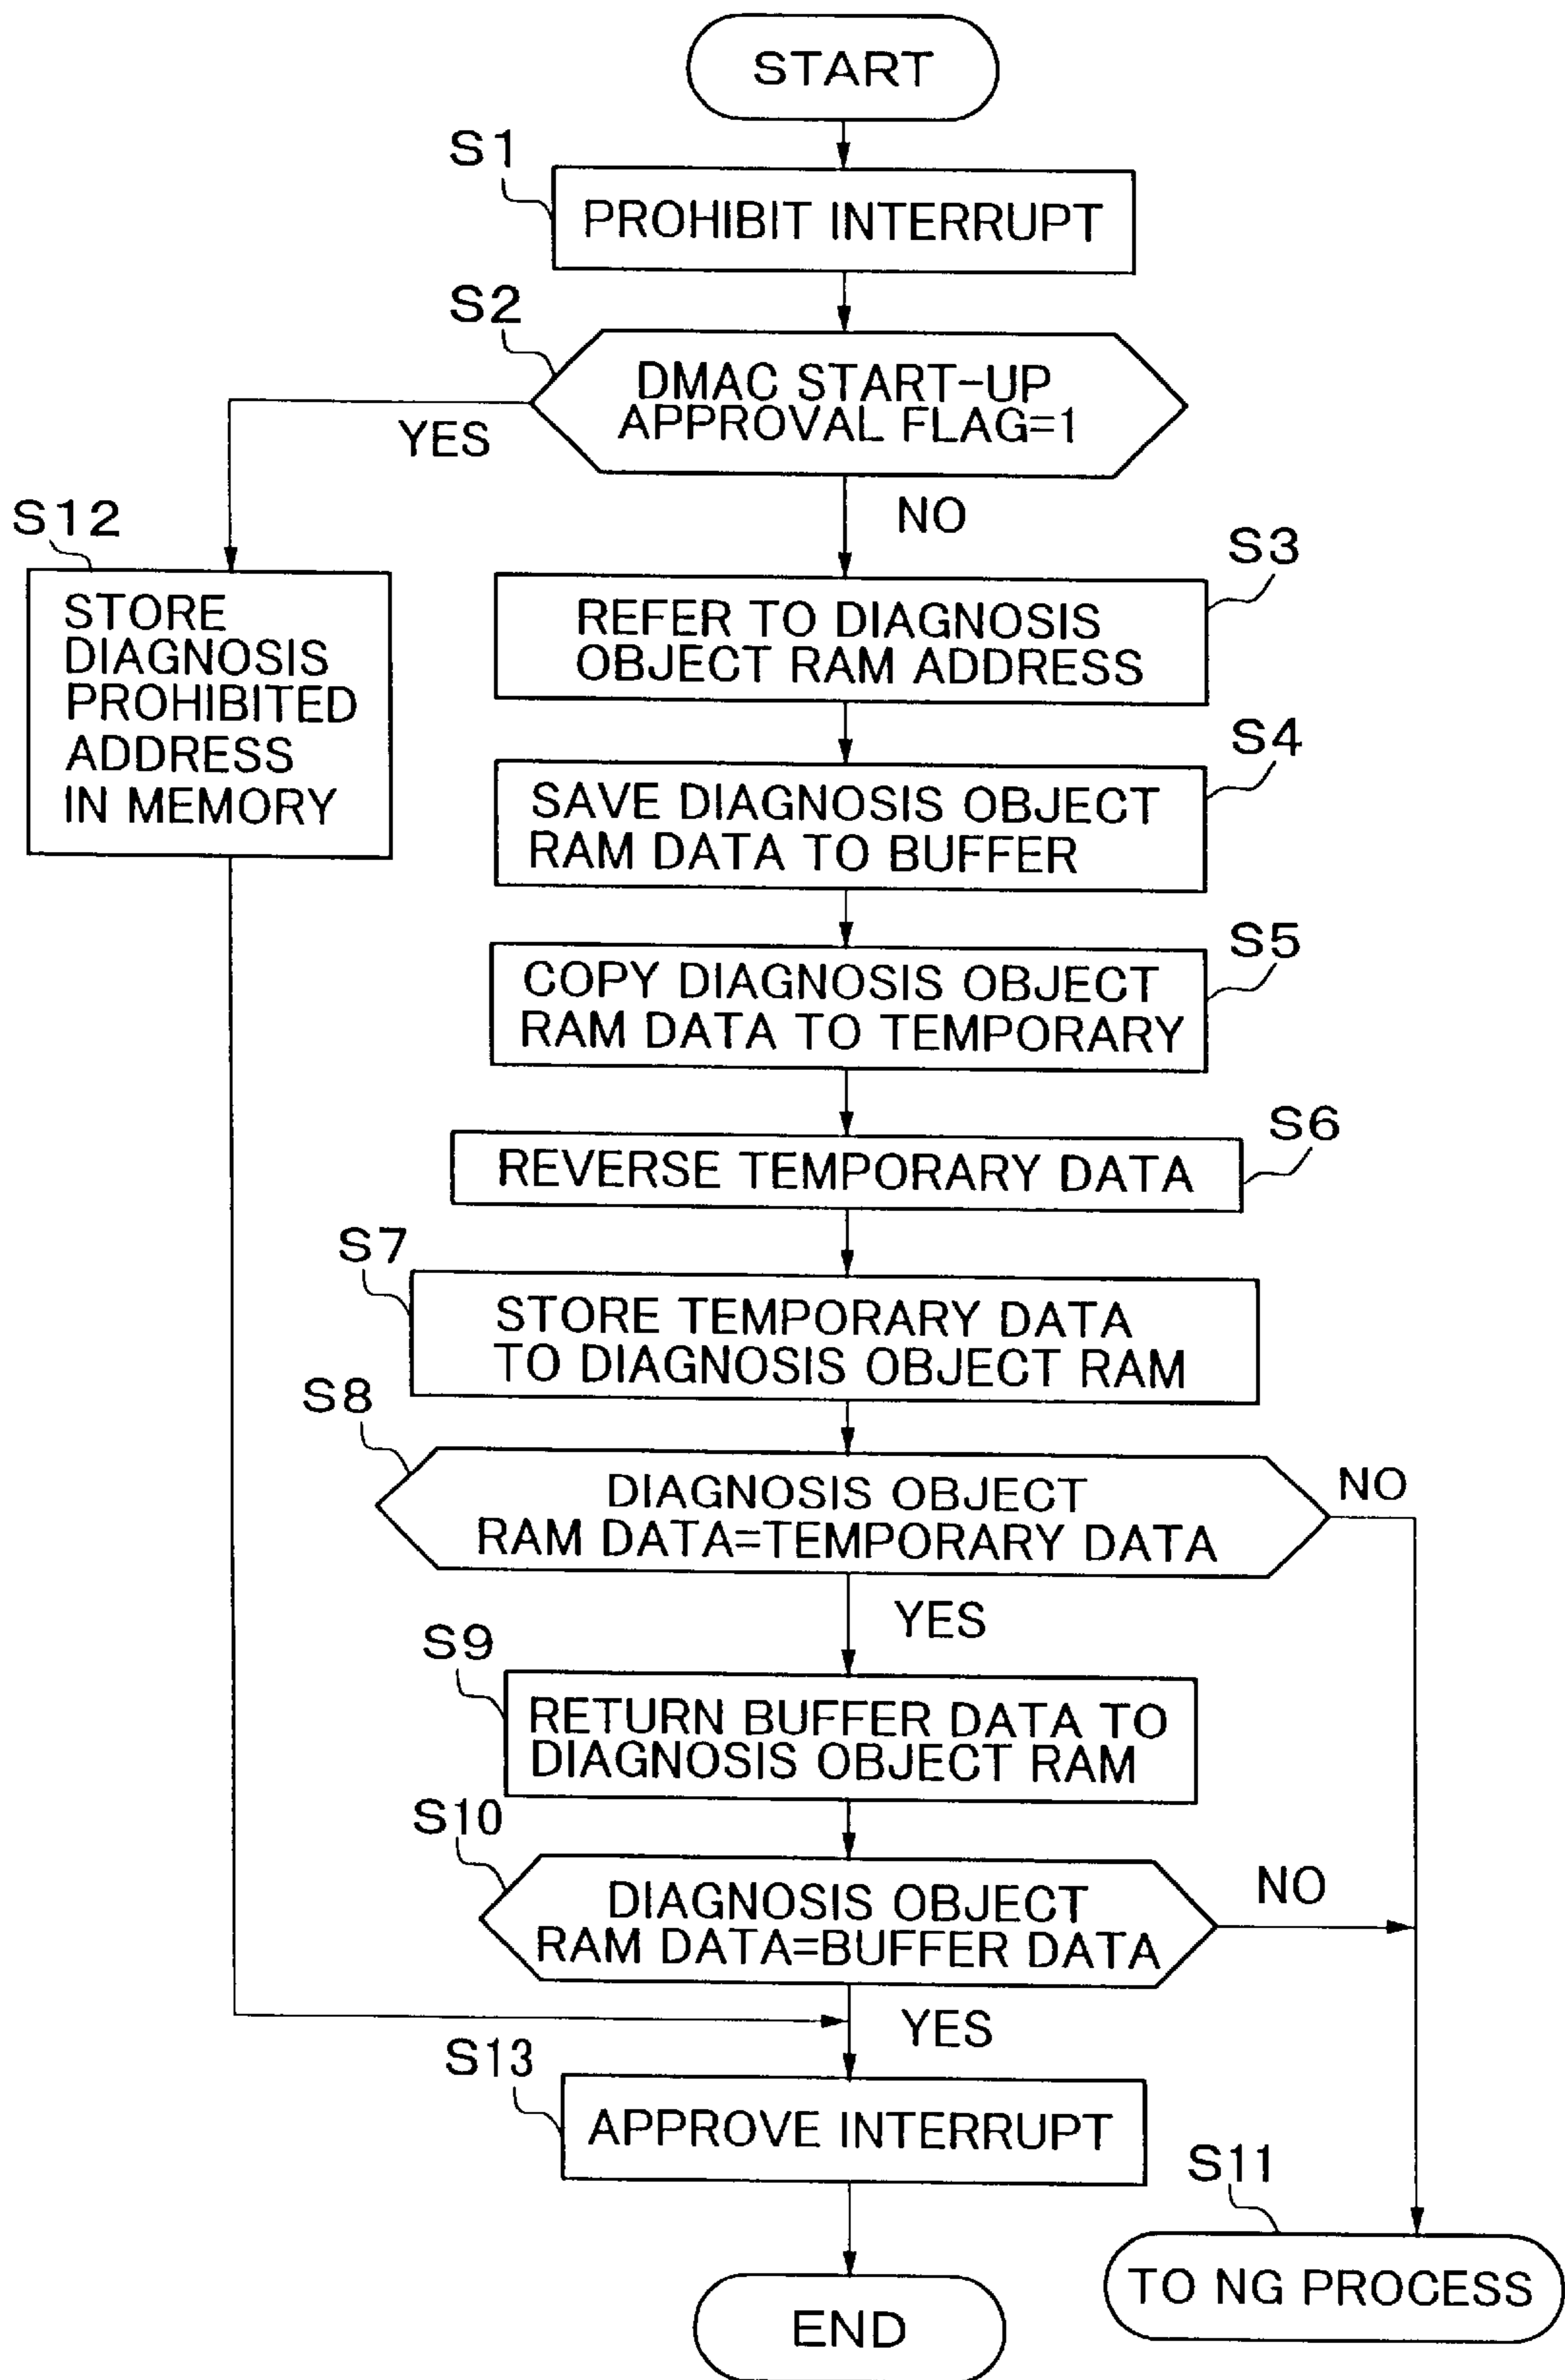 START
S1
PROHIBIT INTERRUPT
S2
DMAC START-UP
APPROVAL FLAG=1
YES
NO
S12
STORE
DIAGNOSIS
PROHIBITED
ADDRESS
IN MEMORY
S3
REFER TO DIAGNOSIS
OBJECT RAM ADDRESS
S4
SAVE DIAGNOSIS OBJECT
RAM DATA TO BUFFER
S5
COPY DIAGNOSIS OBJECT
RAM DATA TO TEMPORARY
S6
REVERSE TEMPORARY DATA
S7
STORE TEMPORARY DATA
TO DIAGNOSIS OBJECT RAM
S8
DIAGNOSIS OBJECT
RAM DATA=TEMPORARY DATA
NO
YES
S9
RETURN BUFFER DATA TO
DIAGNOSIS OBJECT RAM
S10
DIAGNOSIS OBJECT
RAM DATA=BUFFER DATA
NO
YES
S13
APPROVE INTERRUPT
S11
TO NG PROCESS
END